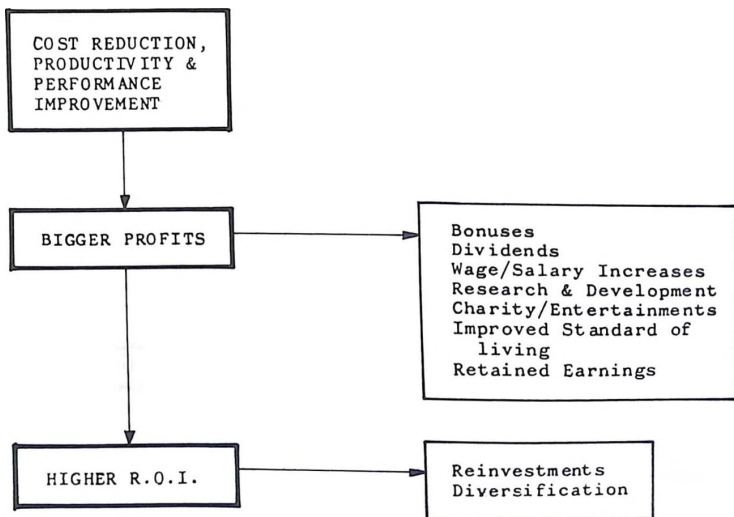 COST REDUCTION,
PRODUCTIVITY &
PERFORMANCE
IMPROVEMENT
BIGGER PROFITS
Bonuses
Dividends
Wage/Salary Increases
Research & Development
Charity/Entertainments
Improved Standard of
living
Retained Earnings
HIGHER R.O.I.
Reinvestments
Diversification